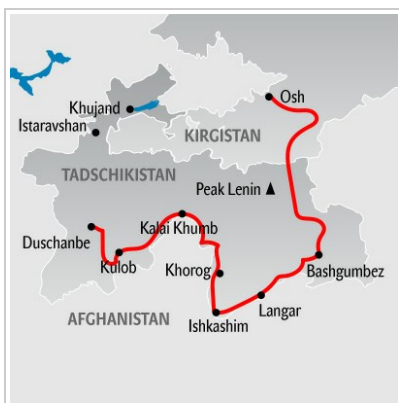 Osh
Khujand
Istaravshan
KIRGISTAN
TADSCHIKISTAN
Peak Lenin
Kalai Khumb
Duschanbe
Kulob
Khorog
Bashgumbez
Langar
AFGHANISTAN
Ishkashim